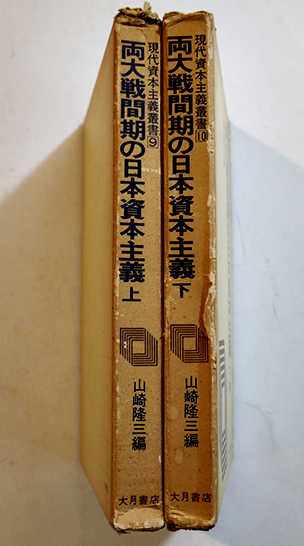 現代資本主義叢書⑨
両大戦間期の日本資本主義 上
山崎隆三編
大月書店
現代資本主義叢書⑩
両大戦間期の日本資本主義 下
山崎隆三編
大月書店